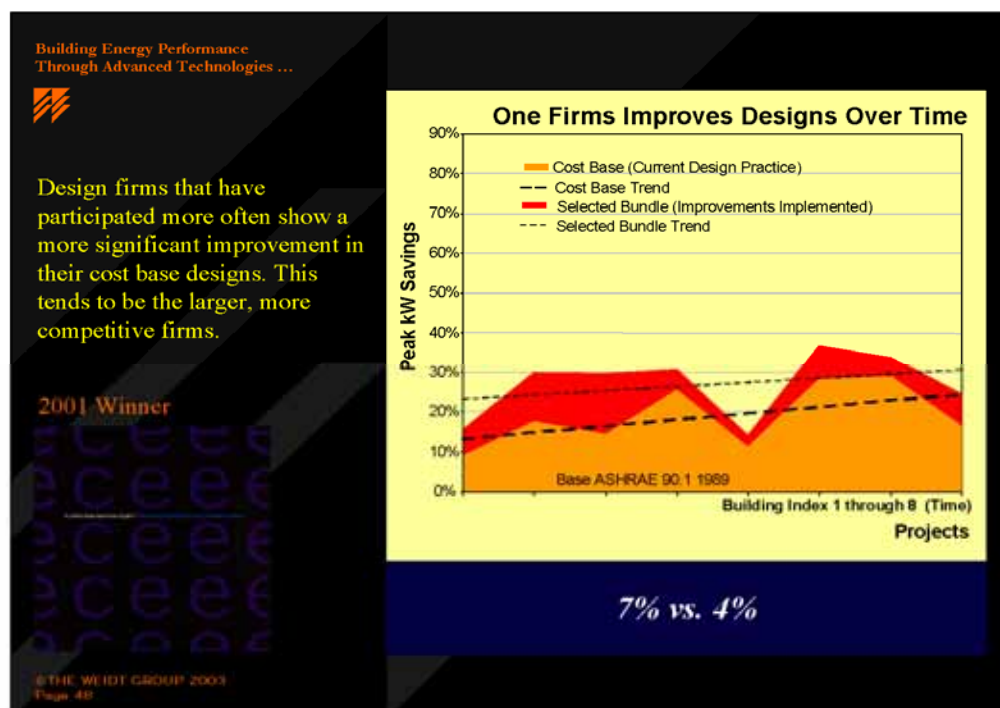 Building Energy Performance
Through Advanced Technologies ...
Design firms that have
participated more often show a
more significant improvement in
their cost base designs. This
tends to be the larger, more
competitive firms.
2001 Winner
ecee
©THE WEIDT GROUP 2003
Page 48
One Firms Improves Designs Over Time
90%
80%
70%
60%
50%
40%
30%
20%
10%
0%
Peak kW Savings
Cost Base (Current Design Practice)
Cost Base Trend
Selected Bundle (Improvements Implemented)
Selected Bundle Trend
Base ASHRAE 90.1 1989
Building Index 1 through 8 (Time)
Projects
7% vs. 4%